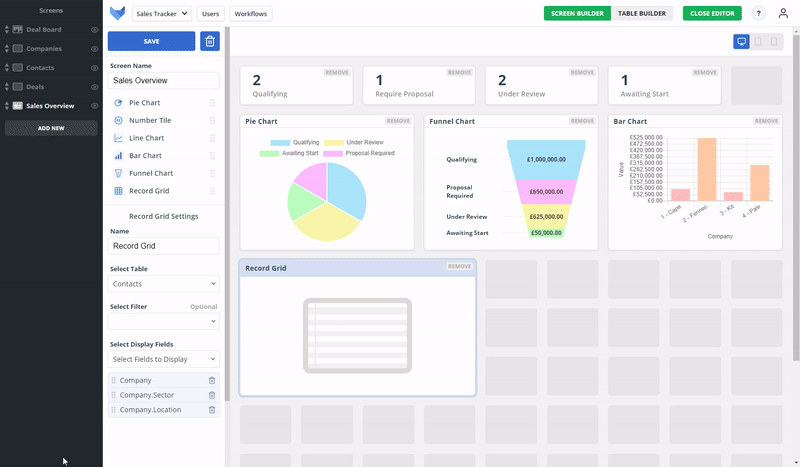 Screens
Deal Board
Companies
Contacts
Deals
Sales Overview
ADD NEW
Sales Tracker
Users
Workflows
SCREEN BUILDER
TABLE BUILDER
CLOSE EDITOR
?
SAVE
Screen Name
Sales Overview
Pie Chart
Number Tile
Line Chart
Bar Chart
Funnel Chart
Record Grid
Record Grid Settings
Name
Record Grid
Select Table
Contacts
Select Filter Optional
Select Display Fields
Select Fields to Display
Company
Company.Sector
Company.Location
2 REMOVE
Qualifying
1 REMOVE
Require Proposal
2 REMOVE
Under Review
1 REMOVE
Awaiting Start
Pie Chart REMOVE
Qualifying Under Review
Awaiting Start Proposal Required
Funnel Chart REMOVE
Qualifying £1,000,000.00
Proposal
Required £650,000.00
Under Review £625,000.00
Awaiting Start £50,000.00
Bar Chart REMOVE
Value
£525,000.00
£472,500.00
£420,000.00
£367,500.00
£315,000.00
£262,500.00
£210,000.00
£157,500.00
£105,000.00
£52,500.00
£0.00
1 - Cape
3 - Kit
4 - Pale
Company
Record Grid REMOVE